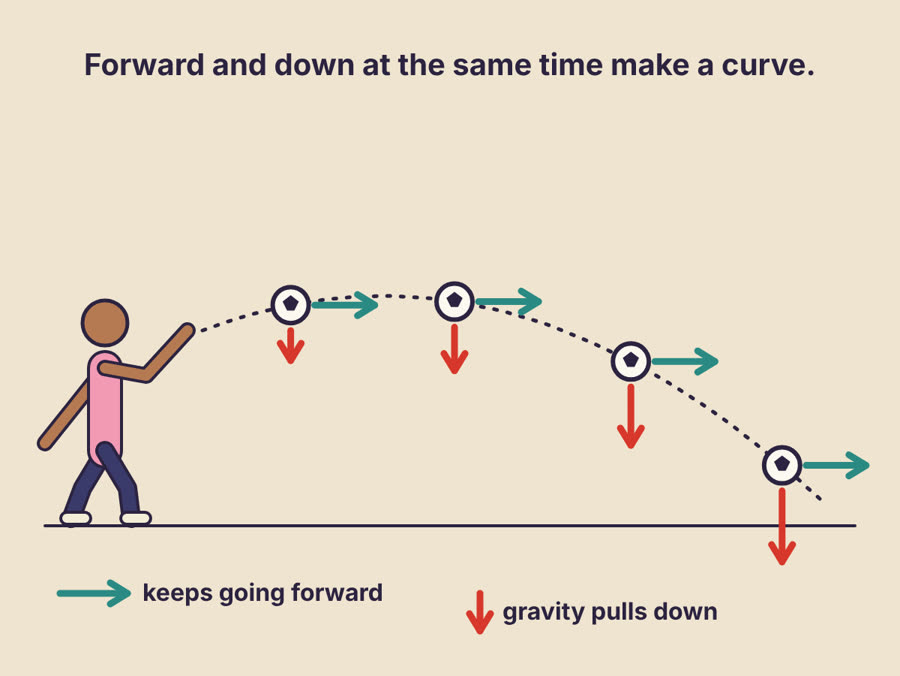 Forward and down at the same time make a curve.
keeps going forward
gravity pulls down